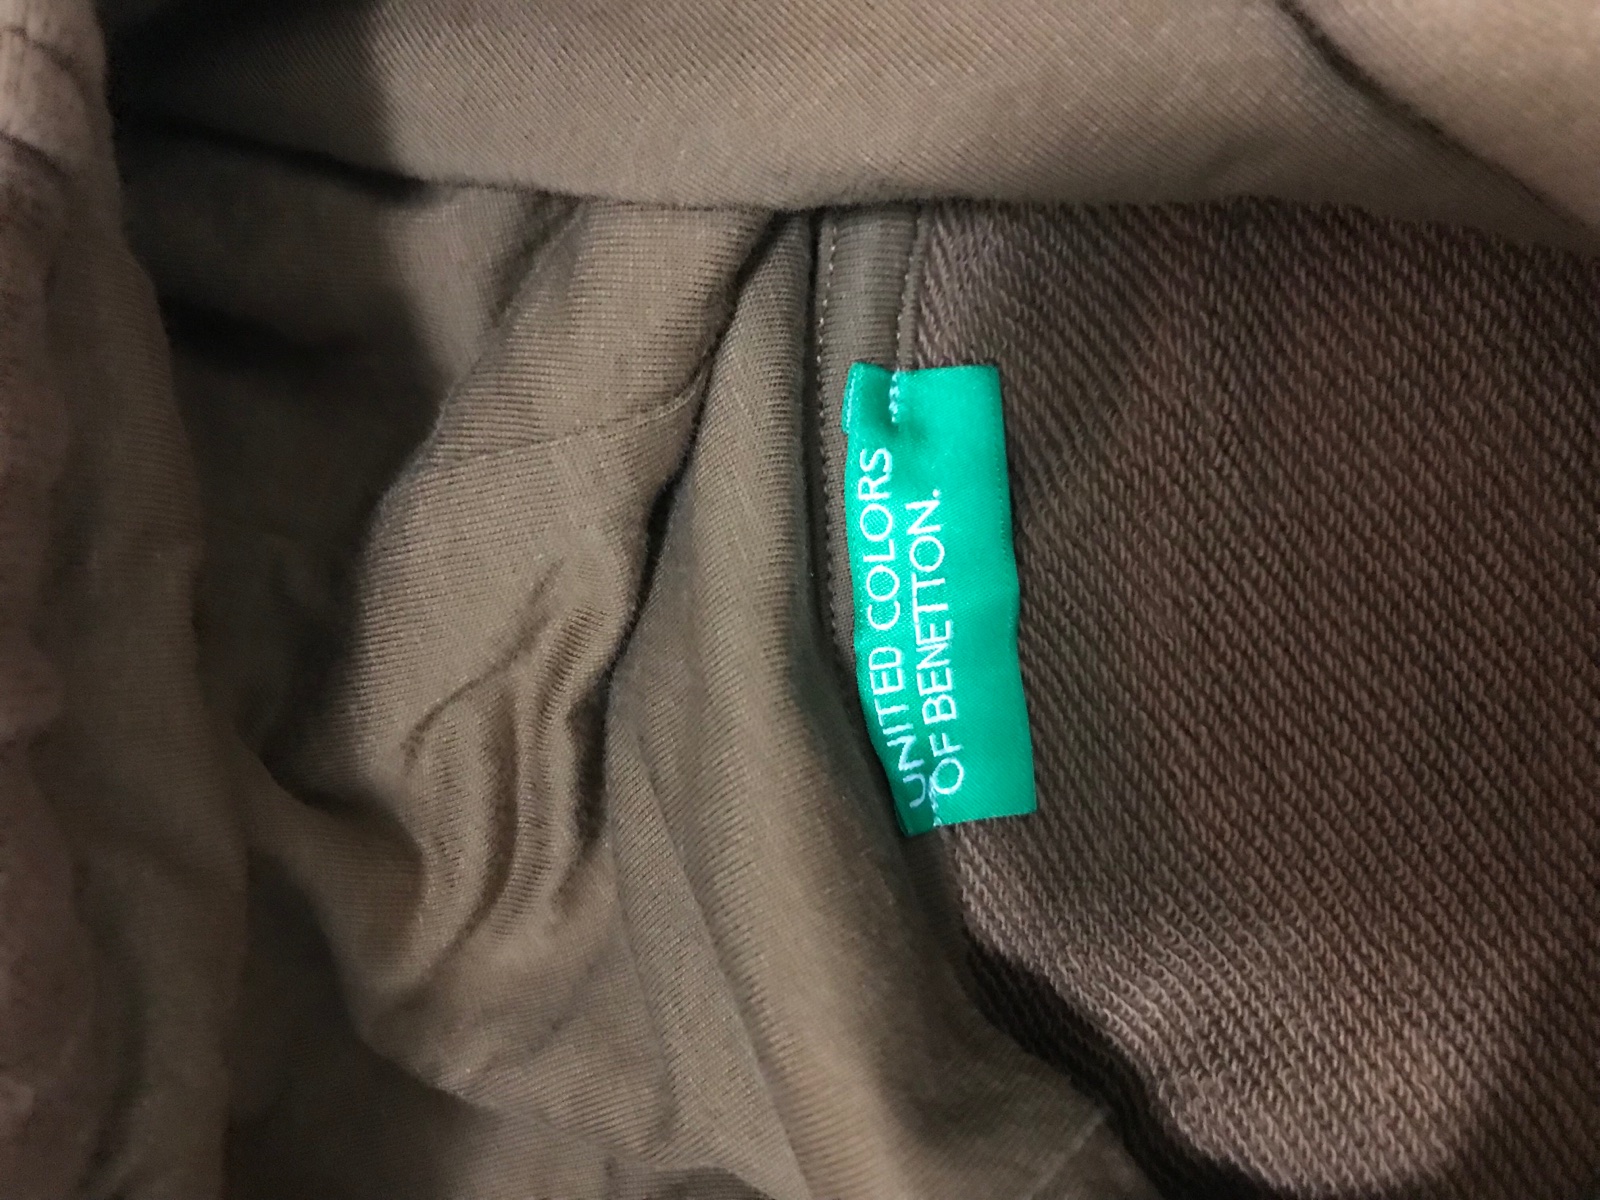 UNITED COLORS
OF BENETTON.